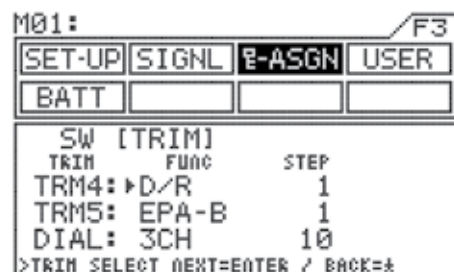 M01: F3
SET-UP SIGNL -ASGN USER
BATT
SW [TRIM]
TRIM FUNC STEP
TRM4:▸D/R 1
TRM5: EPA-B 1
DIAL: 3CH 10
>TRIM SELECT NEXT=ENTER / BACK=±